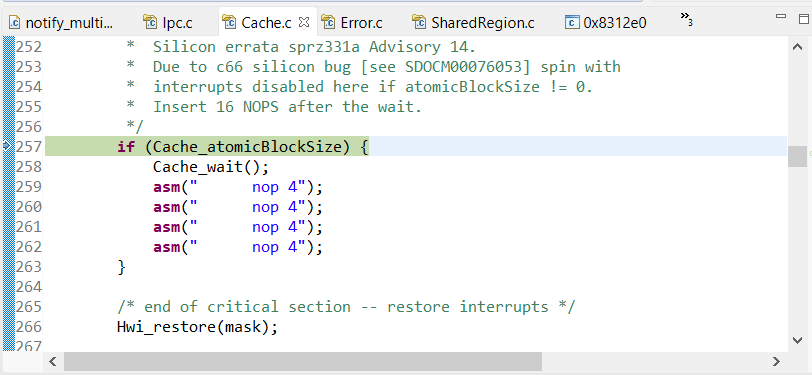 notify_multi... Ipc.c Cache.c Error.c SharedRegion.c 0x8312e0 »3
252 * Silicon errata sprz331a Advisory 14.
253 * Due to c66 silicon bug [see SDOCM00076053] spin with
254 * interrupts disabled here if atomicBlockSize != 0.
255 * Insert 16 NOPS after the wait.
256 */
257 if (Cache_atomicBlockSize) {
258 Cache_wait();
259 asm(" nop 4");
260 asm(" nop 4");
261 asm(" nop 4");
262 asm(" nop 4");
263 }
264
265 /* end of critical section -- restore interrupts */
266 Hwi_restore(mask);
267